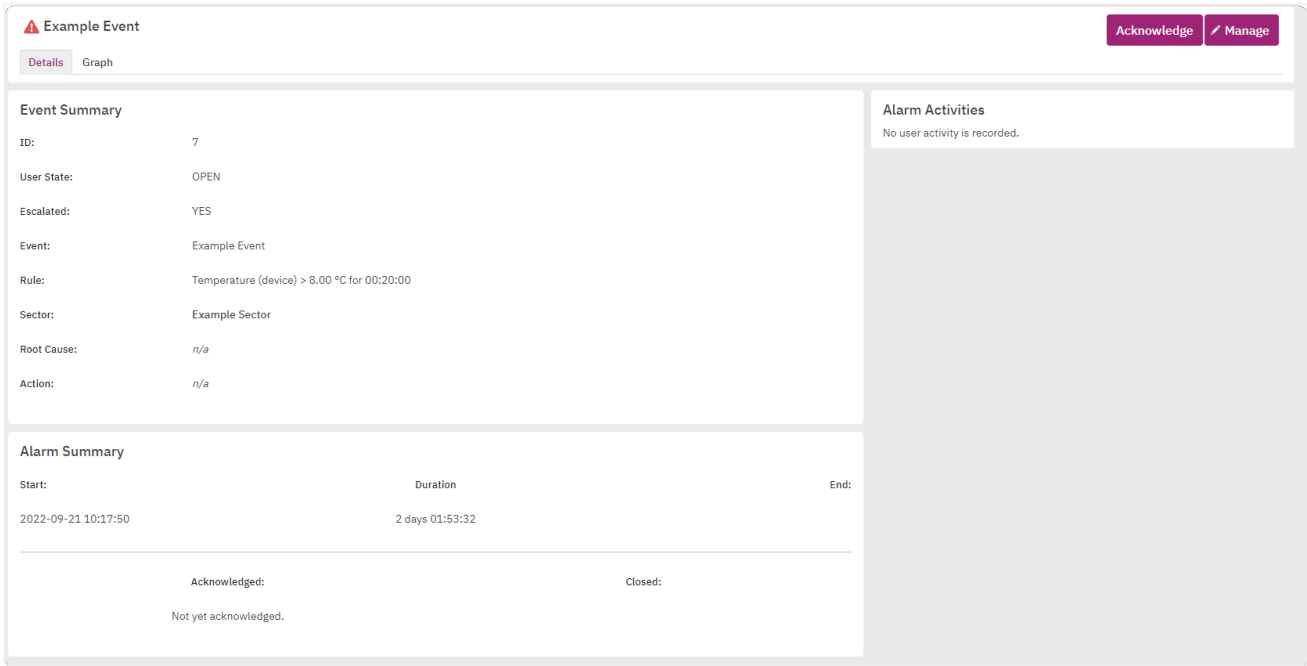 Example Event
Acknowledge Manage
Details Graph
Event Summary
ID: 7
User State: OPEN
Escalated: YES
Event: Example Event
Rule: Temperature (device) > 8.00 °C for 00:20:00
Sector: Example Sector
Root Cause: n/a
Action: n/a
Alarm Activities
No user activity is recorded.
Alarm Summary
Start: Duration End:
2022-09-21 10:17:50 2 days 01:53:32
Acknowledged: Closed:
Not yet acknowledged.